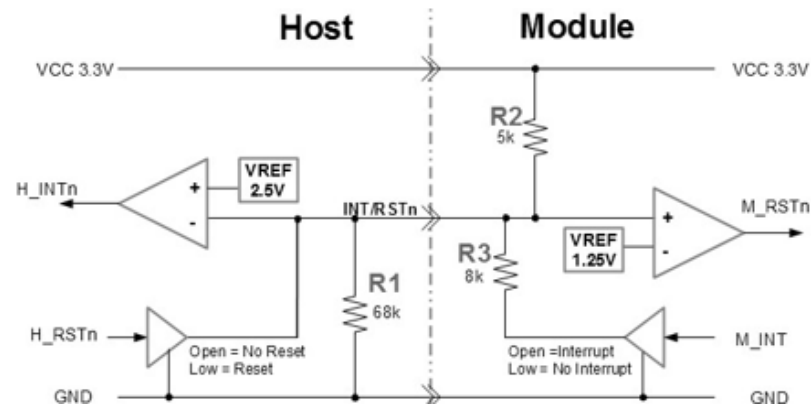 Host
Module
VCC 3.3V
VCC 3.3V
R2
5k
H_INTn
+
-
VREF
2.5V
INT/RSTn
+
-
VREF
1.25V
M_RSTn
R1
68k
R3
8k
H_RSTn
Open = No Reset
Low = Reset
Open =Interrupt
Low = No Interrupt
M_INT
GND
GND